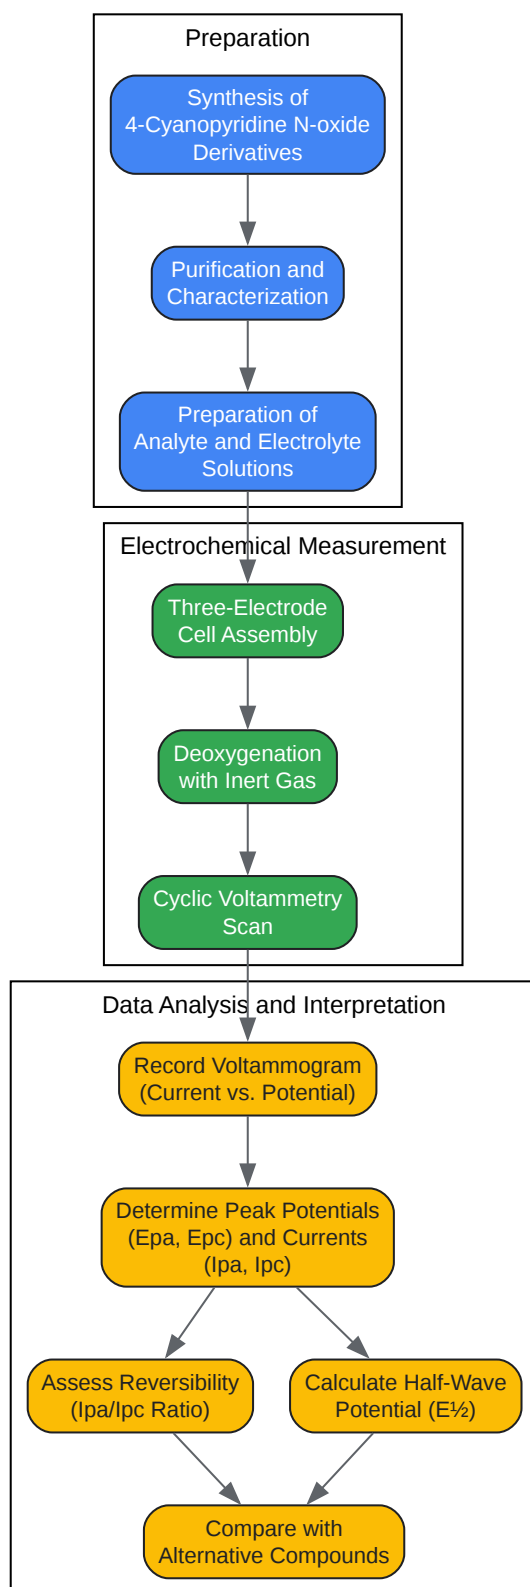 Preparation
Synthesis of
4-Cyanopyridine N-oxide
Derivatives
Purification and
Characterization
Preparation of
Analyte and Electrolyte
Solutions
Electrochemical Measurement
Three-Electrode
Cell Assembly
Deoxygenation
with Inert Gas
Cyclic Voltammetry
Scan
Data Analysis and Interpretation
Record Voltammogram
(Current vs. Potential)
Determine Peak Potentials
(Epa, Epc) and Currents
(Ipa, Ipc)
Assess Reversibility
(Ipa/Ipc Ratio)
Calculate Half-Wave
Potential (E½)
Compare with
Alternative Compounds